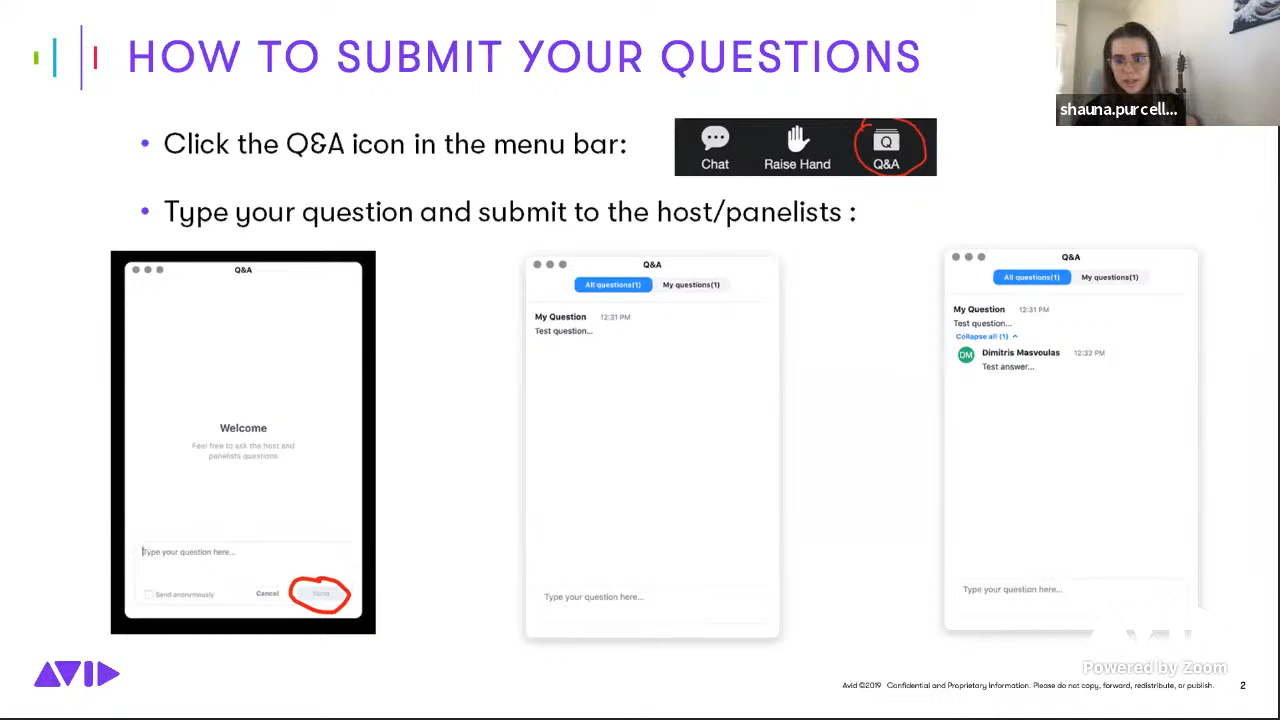 HOW TO SUBMIT YOUR QUESTIONS
shauna.purcell...
• Click the Q&A icon in the menu bar:
Chat
Raise Hand
Q&A
• Type your question and submit to the host/panelists :
Q&A
Welcome
Feel free to ask the host and
panelists questions
Type your question here...
Send anonymously
Cancel
Send
Q&A
All questions(1)
My questions(1)
My Question 12:31 PM
Test question...
Type your question here...
Q&A
All questions(1)
My questions(1)
My Question 12:31 PM
Test question...
Collapse all (1)
DM
Dimitris Masvoulas 12:32 PM
Test answer...
Type your question here...
AVID
Powered by Zoom
AVID
Avid ©2019 Confidential and Proprietary Information. Please do not copy, forward, redistribute, or publish.
2